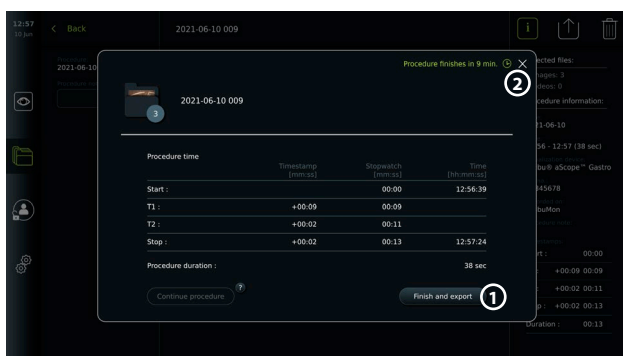 12:57
10 Jun
Back
2021-06-10 009
i
Procedure finishes in 9 min.
2
3
2021-06-10 009
Procedure time
Timestamp [mm:ss]
Stopwatch [mm:ss]
Time [hh:mm:ss]
Start : 00:00 12:56:39
T1 : +00:09 00:09
T2 : +00:02 00:11
Stop : +00:02 00:13 12:57:24
Procedure duration : 38 sec
Continue procedure ?
Finish and export 1
2021-06-10
ected files:
ages: 3
deos: 0
cedure information:
21-06-10
56 - 12:57 (38 sec)
bu® aScope™ Gastro
345678
buMon
rt : 00:00
+00:09 00:09
+00:02 00:11
p : +00:02 00:13
Duration : 00:13